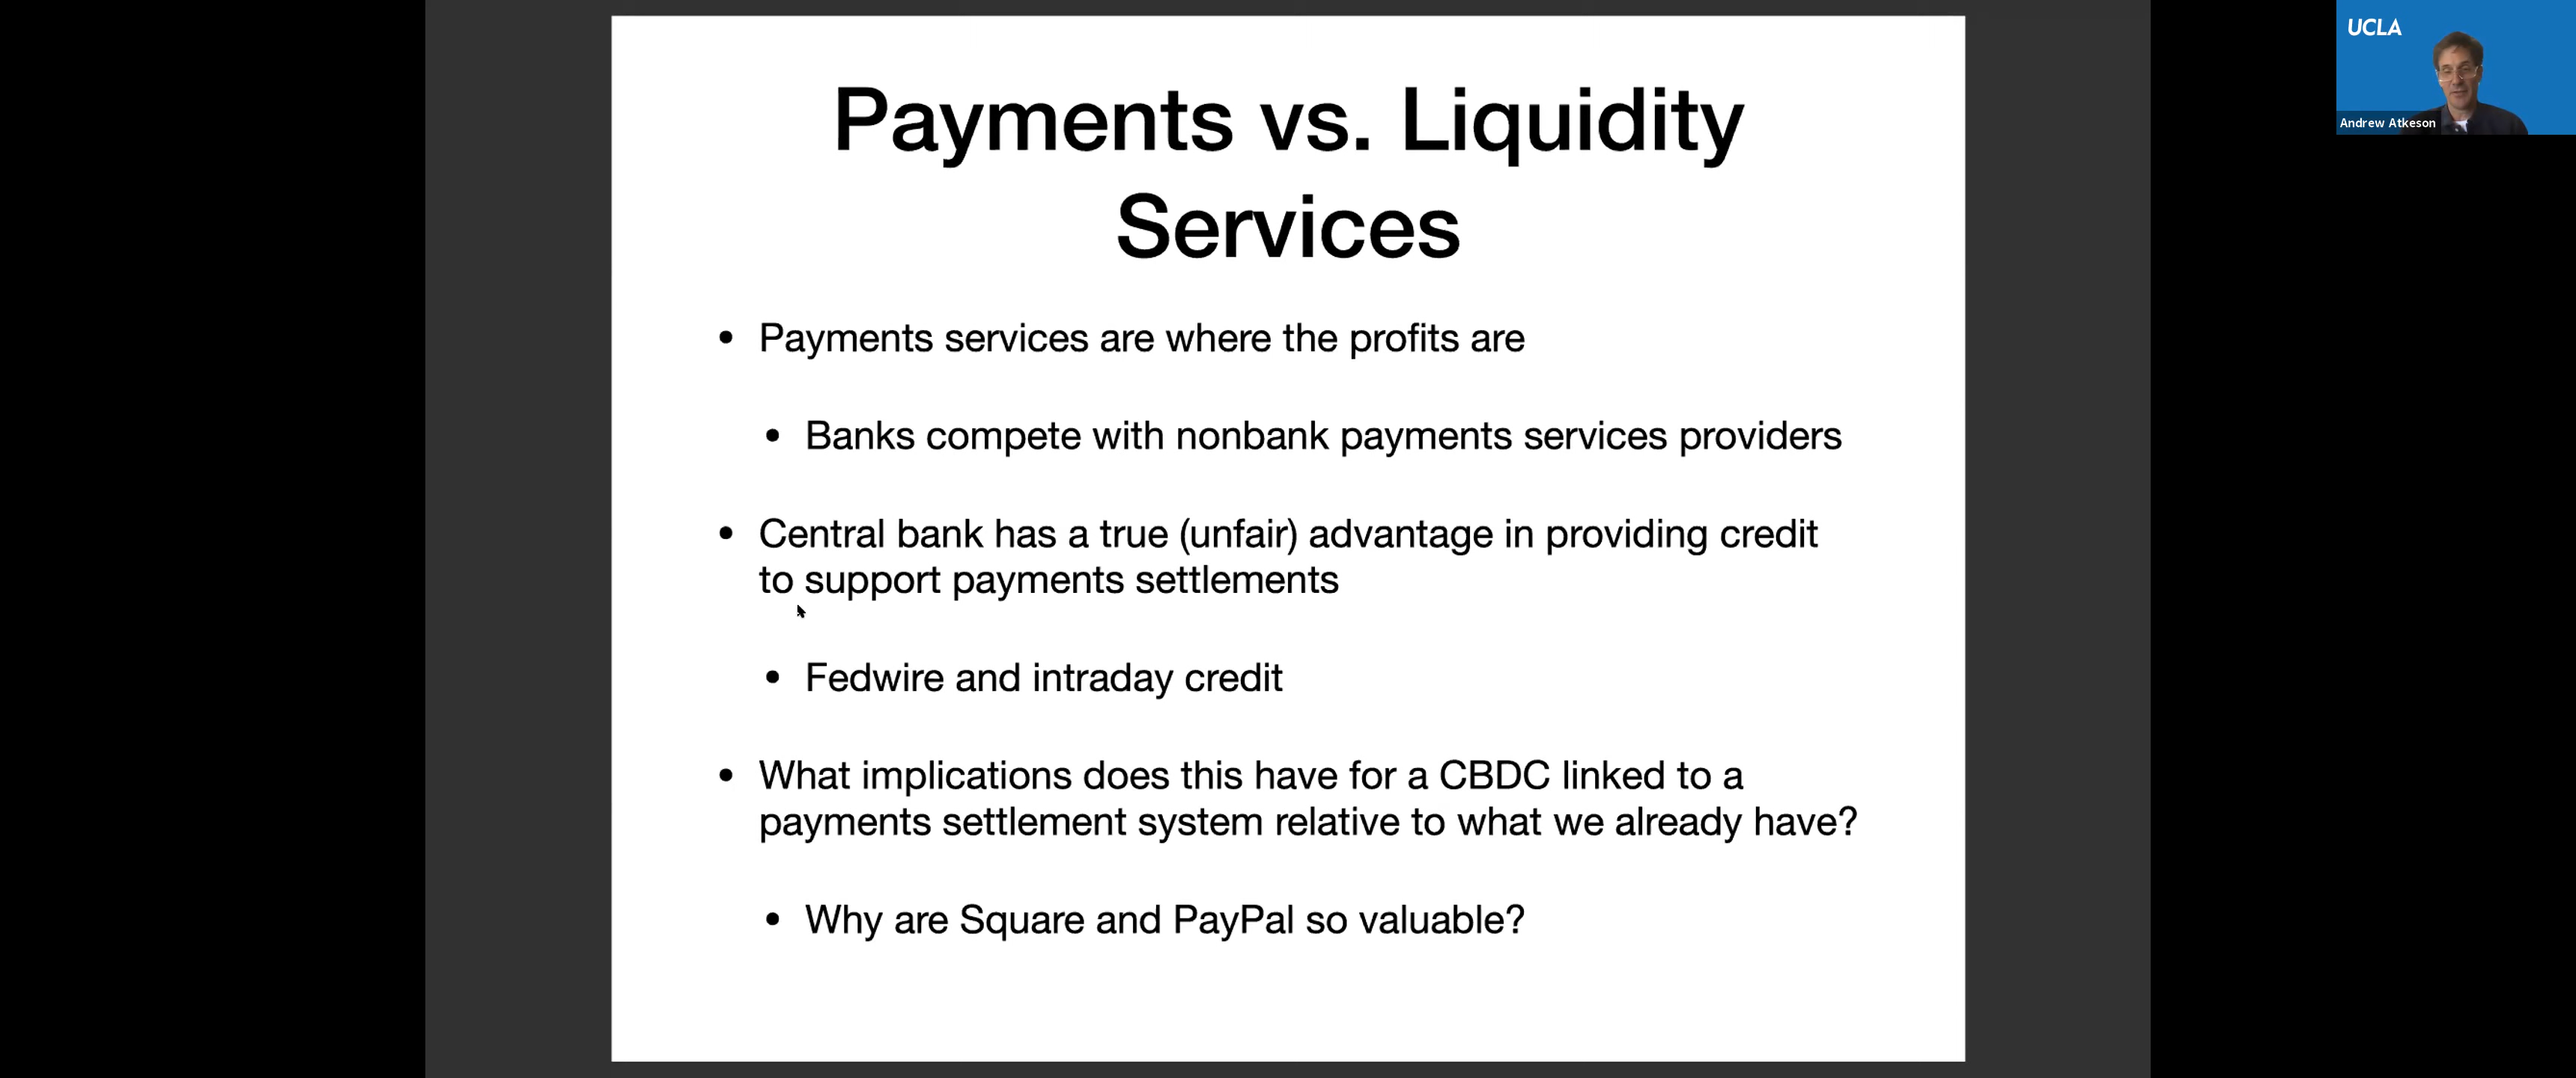 Payments vs. Liquidity
Services
• Payments services are where the profits are
• Banks compete with nonbank payments services providers
• Central bank has a true (unfair) advantage in providing credit
to support payments settlements
• Fedwire and intraday credit
• What implications does this have for a CBDC linked to a
payments settlement system relative to what we already have?
• Why are Square and PayPal so valuable?
UCLA
Andrew Atkeson